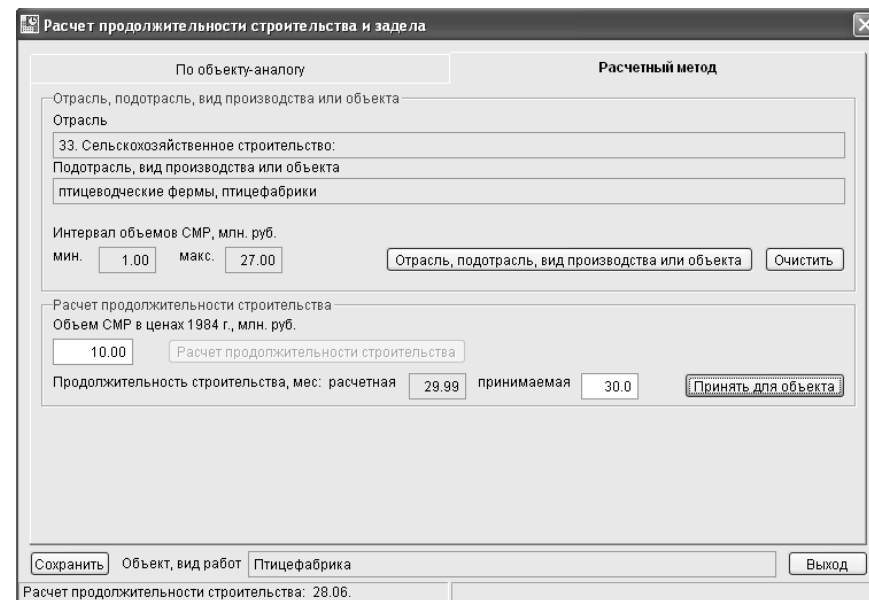 Расчет продолжительности строительства и задела
По объекту-аналогу Расчетный метод
Отрасль, подотрасль, вид производства или объекта
Отрасль
33. Сельскохозяйственное строительство:
Подотрасль, вид производства или объекта
птицеводческие фермы, птицефабрики
Интервал объемов СМР, млн. руб.
мин. 1.00 макс. 27.00 Отрасль, подотрасль, вид производства или объекта Очистить
Расчет продолжительности строительства
Объем СМР в ценах 1984 г., млн. руб.
10.00 Расчет продолжительности строительства
Продолжительность строительства, мес: расчетная 29.99 принимаемая 30.0 Принять для объекта
Сохранить Объект, вид работ Птицефабрика Выход
Расчет продолжительности строительства: 28.06.